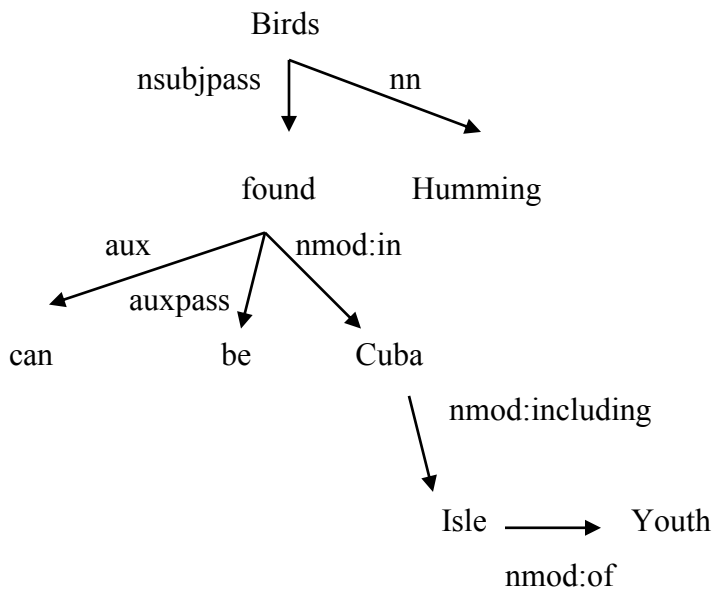 Birds
nsubjpass
nn
found
Humming
aux
nmod:in
auxpass
can
be
Cuba
nmod:including
Isle
Youth
nmod:of